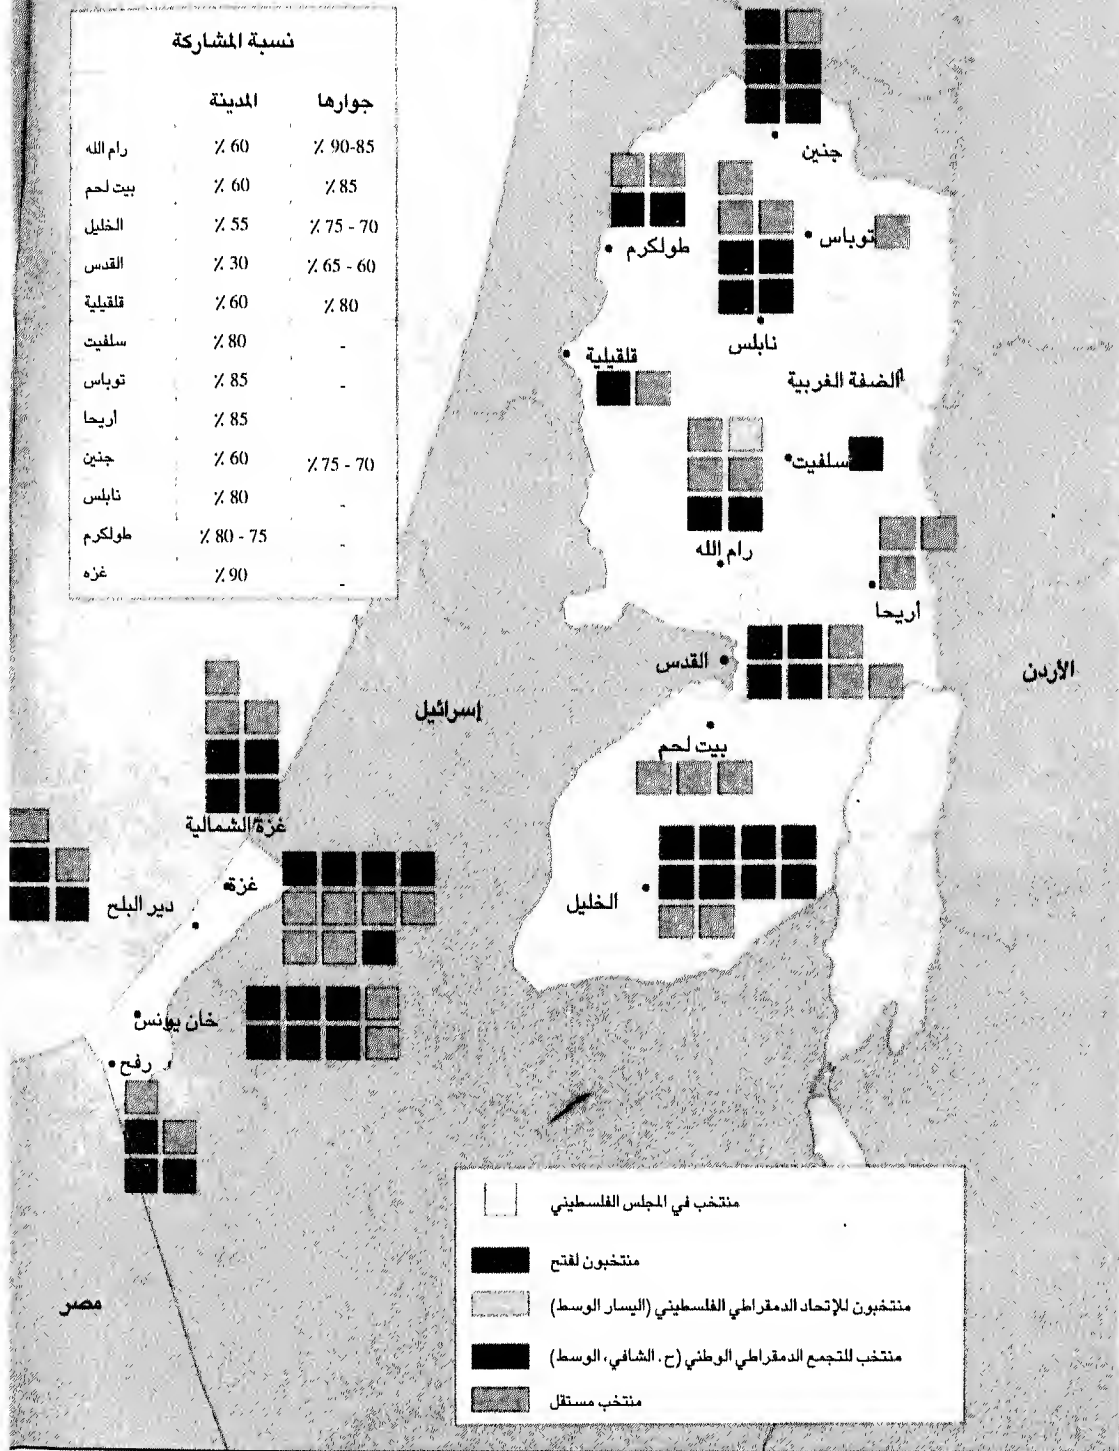 نسبة المشاركة
المدينة جوارها
رام الله 60 ٪ 85-90 ٪
بيت لحم 60 ٪ 85٪
الخليل 55 ٪ 70 - 75 ٪
القدس 30 ٪ 60 - 65 ٪
قلقيلية 60 ٪ 80 ٪
سلفيت 80 ٪ -
توباس 85 ٪ -
أريحا 85 ٪
جنين 60 ٪ 70 - 75٪
نابلس 80 ٪ -
طولكرم 75 - 80 ٪ -
غزه 90 ٪ -
جنين
توباس
طولكرم
نابلس
قلقيلية
الضفة الغربية
سلفيت
رام الله
أريحا
القدس
الأردن
إسرائيل
بيت لحم
غزة الشمالية
غزة
دير البلح
الخليل
خان يونس
رفح
مصر
منتخب في المجلس الفلسطيني
منتخبون لفتح
منتخبون للإتحاد الدمقراطي الفلسطيني (اليسار الوسط)
منتخب للتجمع الدمقراطي الوطني (ح. الشافي، الوسط)
منتخب مستقل